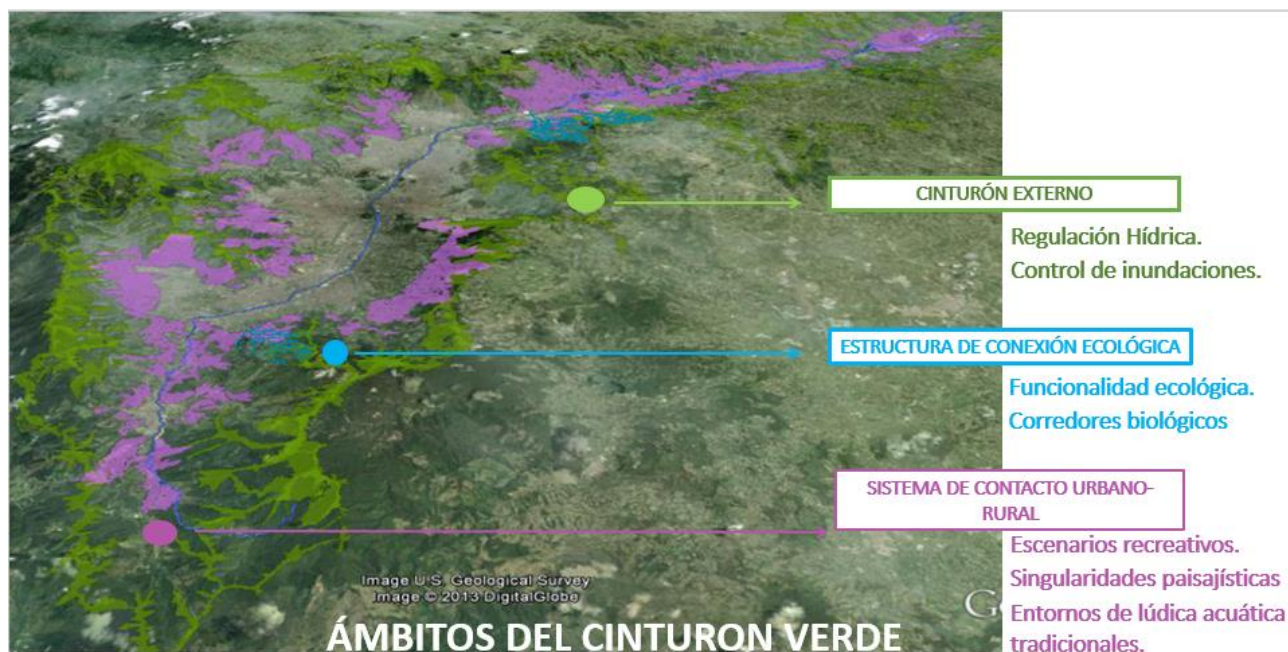 CINTURÓN EXTERNO
Regulación Hídrica.
Control de inundaciones.
ESTRUCTURA DE CONEXIÓN ECOLÓGICA
Funcionalidad ecológica.
Corredores biológicos
SISTEMA DE CONTACTO URBANO-
RURAL
Escenarios recreativos.
Singularidades paisajísticas
Entornos de lúdica acuática
tradicionales.
Image U.S. Geological Survey
Image © 2013 DigitalGlobe
ÁMBITOS DEL CINTURON VERDE